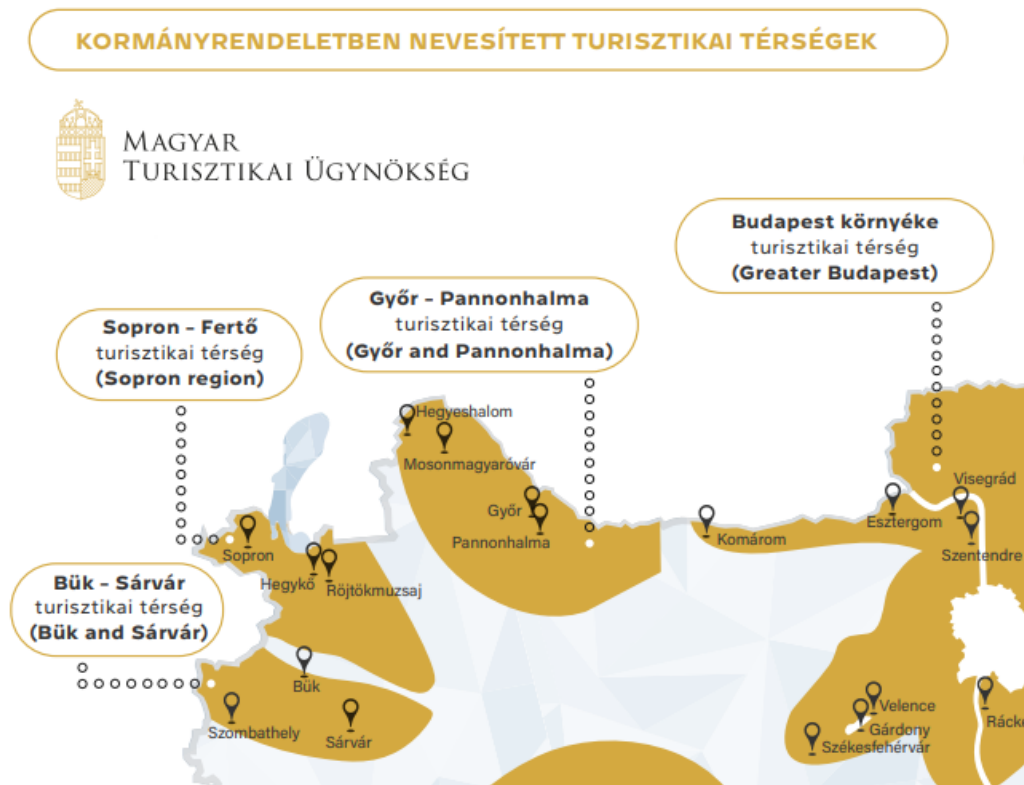 KORMÁNYRENDELETBEN NEVESÍTETT TURISZTIKAI TÉRSÉGEK
MAGYAR
TURISZTIKAI ÜGYNÖKSÉG
Budapest környéke
turisztikai térség
(Greater Budapest)
Győr - Pannonhalma
turisztikai térség
(Győr and Pannonhalma)
Sopron - Fertő
turisztikai térség
(Sopron region)
Hegyeshalom
Mosonmagyaróvár
Visegrád
Győr
Esztergom
Pannonhalma
Komárom
Sopron
Szentendre
Hegykő
Röjtökmuzsaj
Bük - Sárvár
turisztikai térség
(Bük and Sárvár)
Bük
Velence
Szombathely
Gárdony
Sárvár
Székesfehérvár